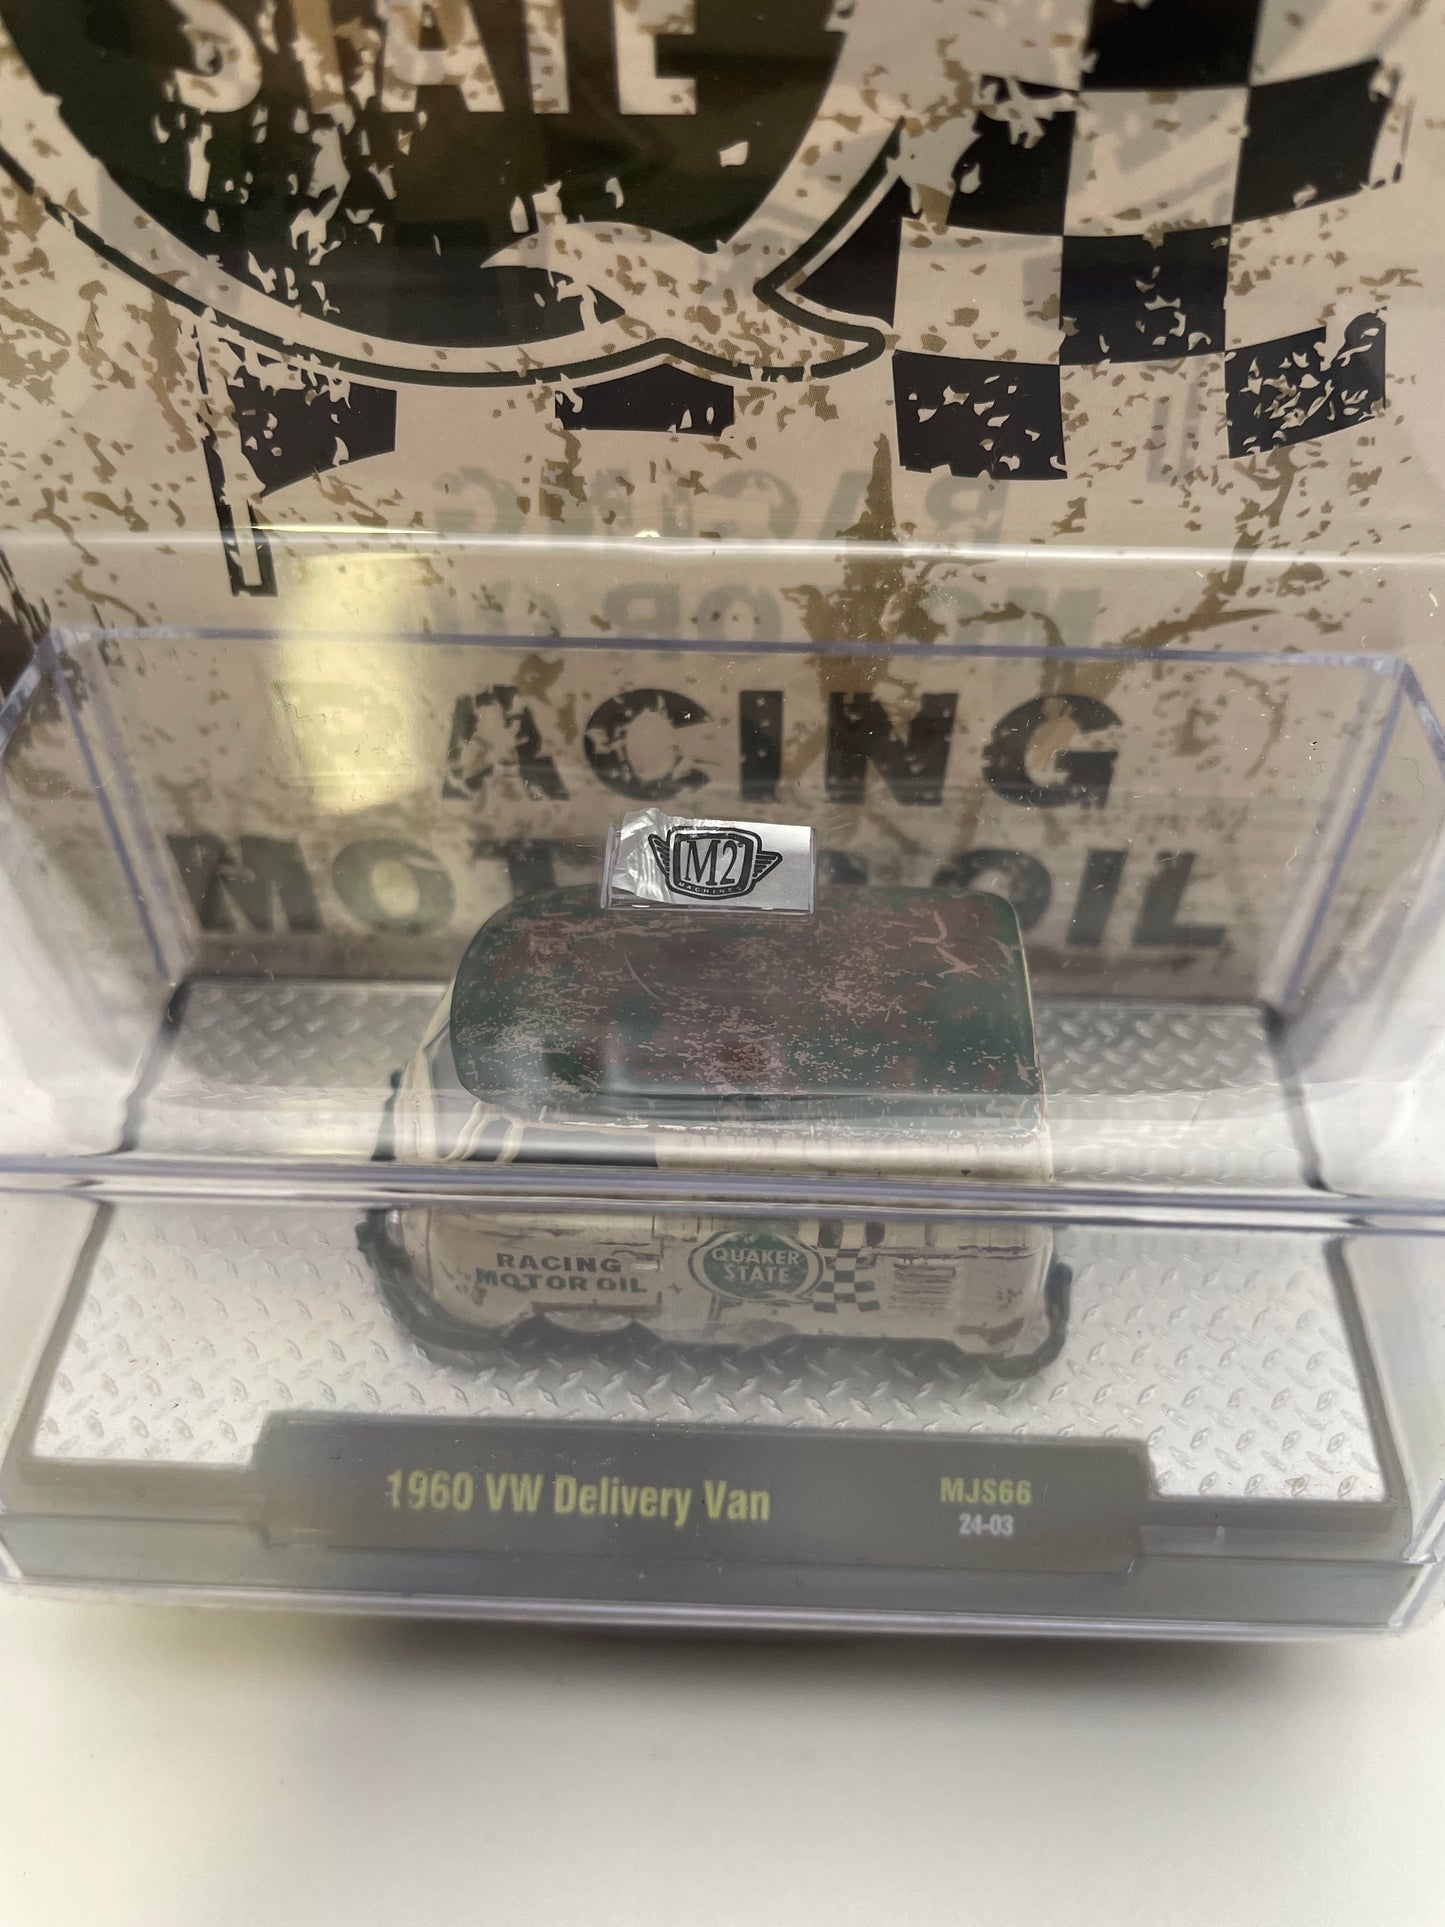 STATE
RACING
MOTOR OIL
M2
MACHINES
RACING
MOTOR OIL
QUAKER
STATE
1960 VW Delivery Van
MJS66
24-03